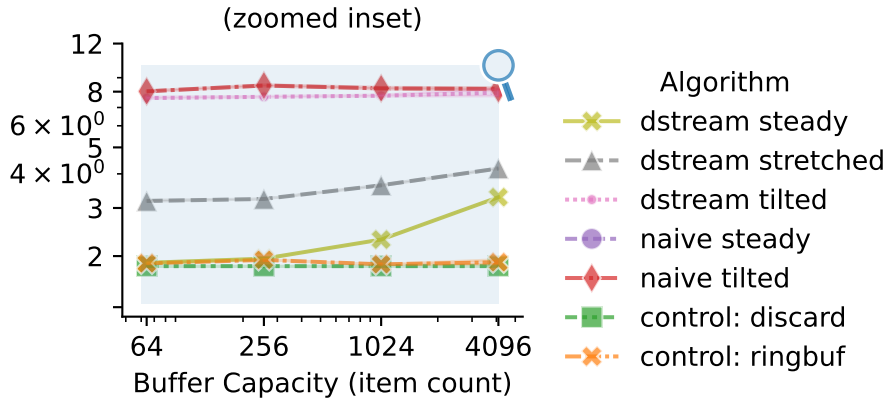 (zoomed inset)
12
8
6 × 10⁰
5
4 × 10⁰
3
2
64 256 1024 4096
Buffer Capacity (item count)
Algorithm
dstream steady
dstream stretched
dstream tilted
naive steady
naive tilted
control: discard
control: ringbuf